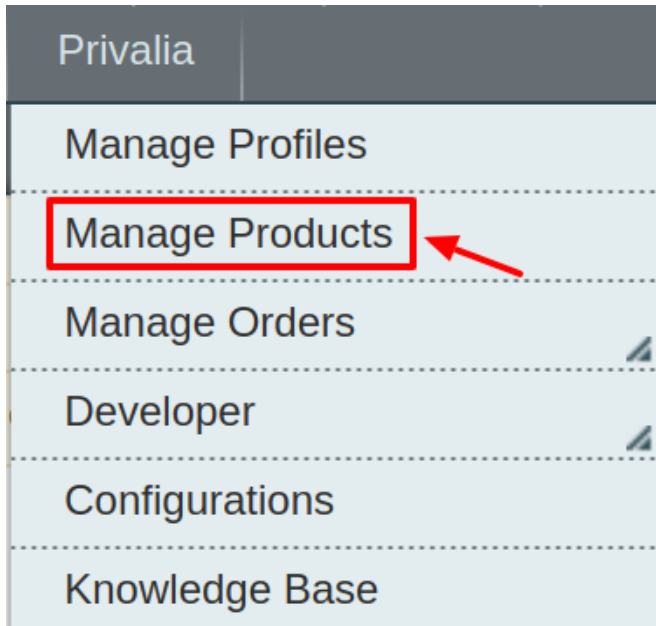 Privalia
Manage Profiles
Manage Products
Manage Orders
Developer
Configurations
Knowledge Base